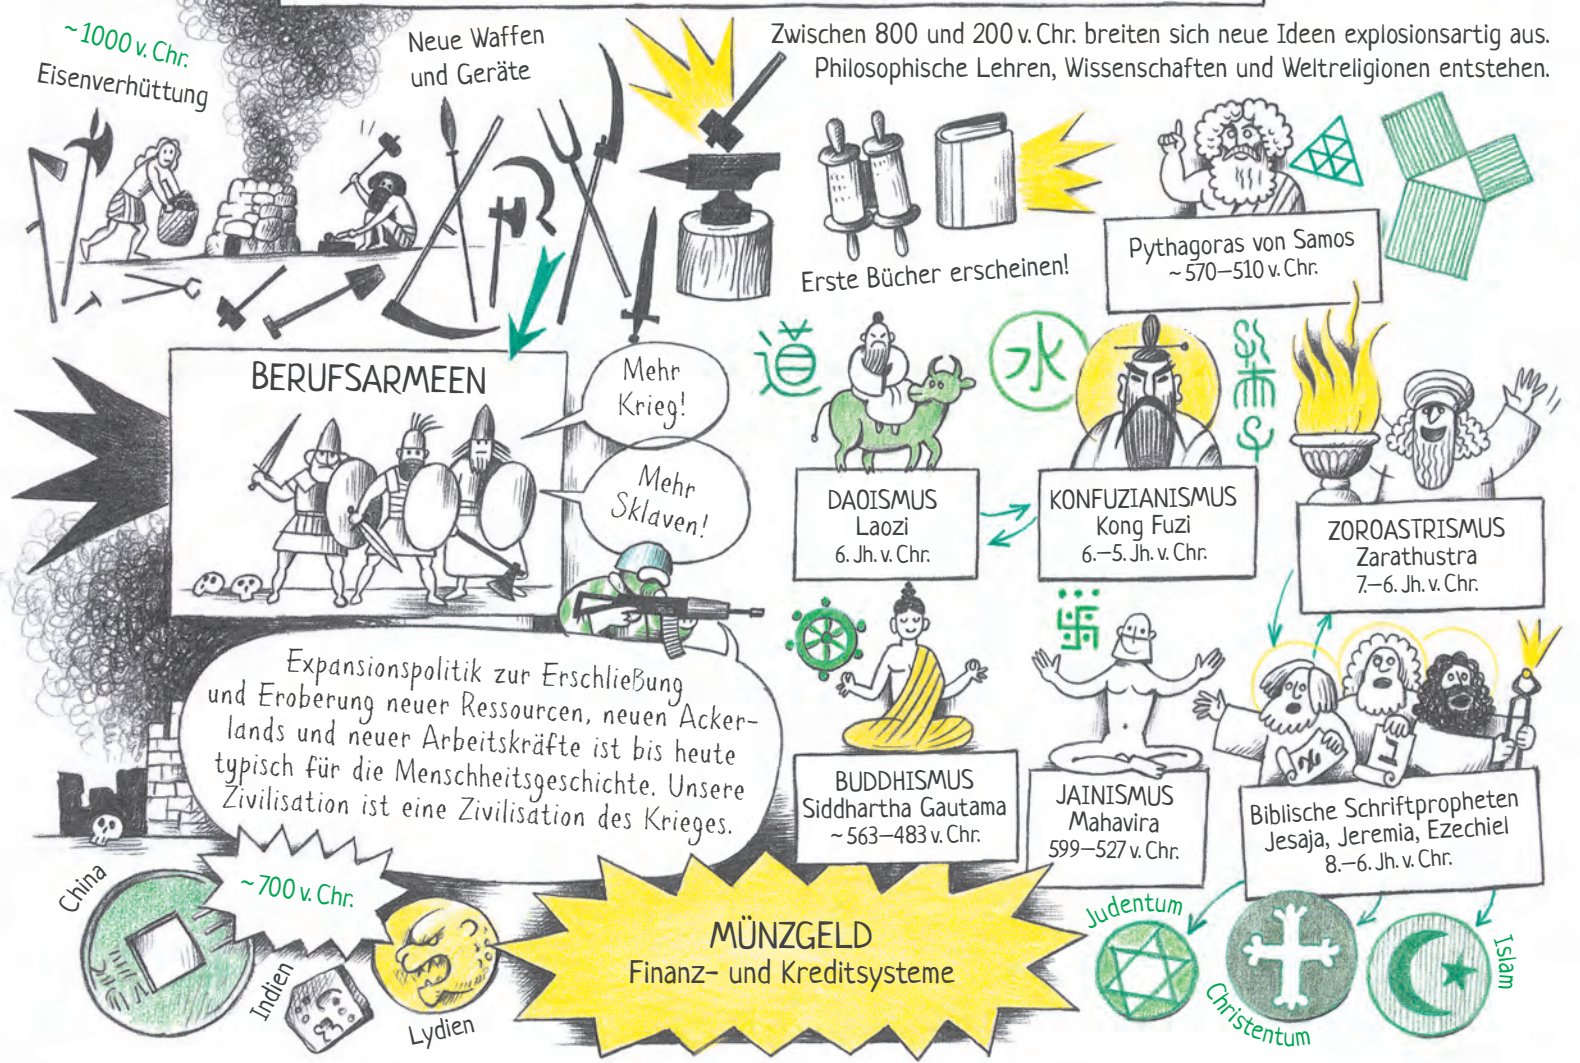 ~1000 v. Chr.
Eisenverhüttung
Neue Waffen
und Geräte
Zwischen 800 und 200 v. Chr. breiten sich neue Ideen explosionsartig aus.
Philosophische Lehren, Wissenschaften und Weltreligionen entstehen.
Erste Bücher erscheinen!
Pythagoras von Samos
~ 570–510 v. Chr.
BERUFSARMEEN
Mehr
Krieg!
Mehr
Sklaven!
道
水
DAOISMUS
Laozi
6. Jh. v. Chr.
KONFUZIANISMUS
Kong Fuzi
6.–5. Jh. v. Chr.
ZOROASTRISMUS
Zarathustra
7.–6. Jh. v. Chr.
Expansionspolitik zur Erschließung
und Eroberung neuer Ressourcen, neuen Acker-
lands und neuer Arbeitskräfte ist bis heute
typisch für die Menschheitsgeschichte. Unsere
Zivilisation ist eine Zivilisation des Krieges.
BUDDHISMUS
Siddhartha Gautama
~ 563–483 v. Chr.
JAINISMUS
Mahavira
599–527 v. Chr.
Biblische Schriftpropheten
Jesaja, Jeremia, Ezechiel
8.–6. Jh. v. Chr.
China
~700 v. Chr.
Indien
Lydien
MÜNZGELD
Finanz- und Kreditsysteme
Judentum
Christentum
Islam